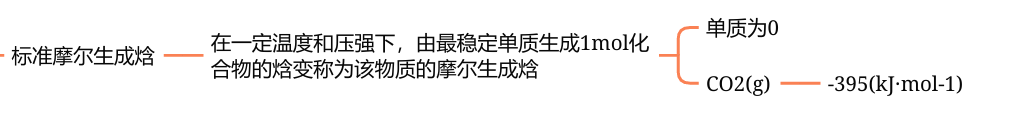 标准摩尔生成焓
在一定温度和压强下，由最稳定单质生成1mol化
合物的焓变称为该物质的摩尔生成焓
单质为0
CO2(g)
-395(kJ·mol-1)